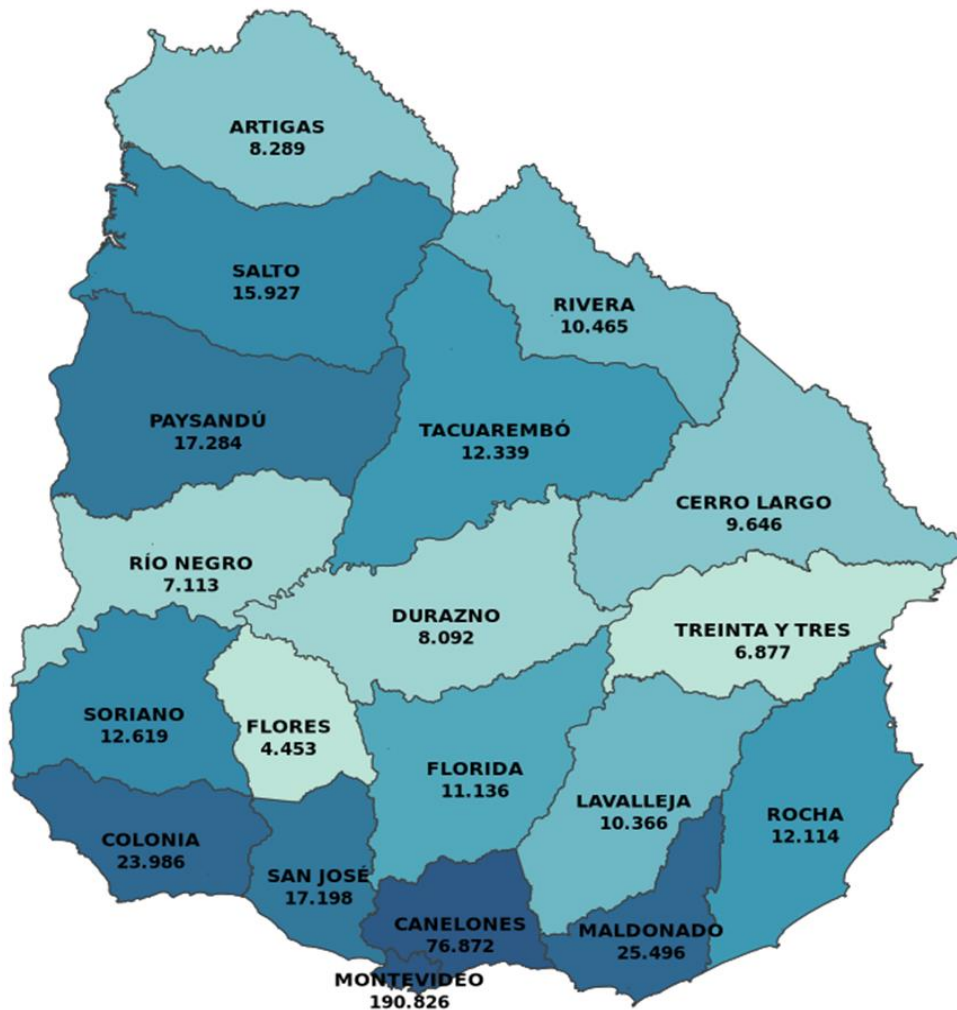 ARTIGAS
8.289
SALTO
15.927
RIVERA
10.465
PAYSANDÚ
17.284
TACUAREMBÓ
12.339
CERRO LARGO
9.646
RÍO NEGRO
7.113
DURAZNO
8.092
TREINTA Y TRES
6.877
SORIANO
12.619
FLORES
4.453
FLORIDA
11.136
LAVALLEJA
10.366
ROCHA
12.114
COLONIA
23.986
SAN JOSÉ
17.198
CANELONES
76.872
MALDONADO
25.496
MONTEVIDEO
190.826